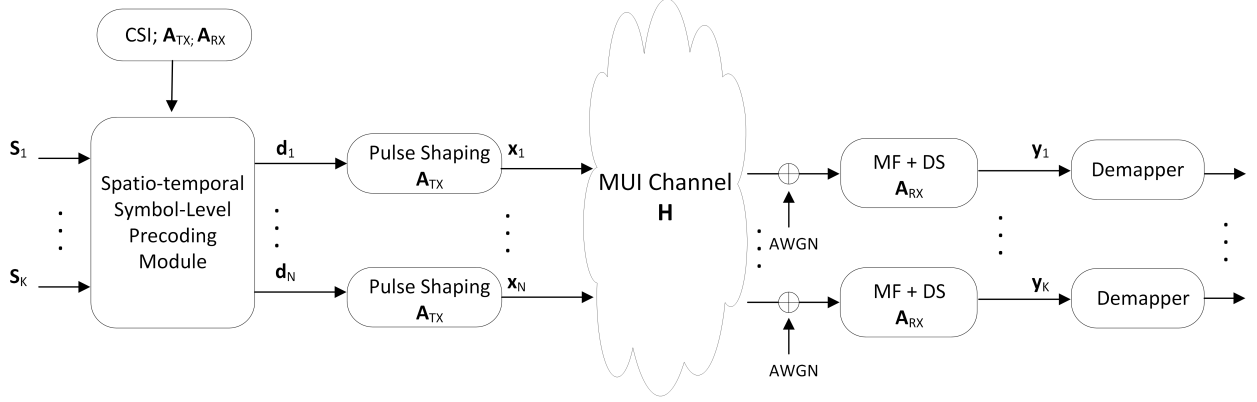 CSI; A_TX; A_RX
S_1
S_K
Spatio-temporal
Symbol-Level
Precoding
Module
d_1
d_N
Pulse Shaping
A_TX
Pulse Shaping
A_TX
x_1
x_N
MUI Channel
H
AWGN
AWGN
MF + DS
A_RX
MF + DS
A_RX
y_1
y_K
Demapper
Demapper